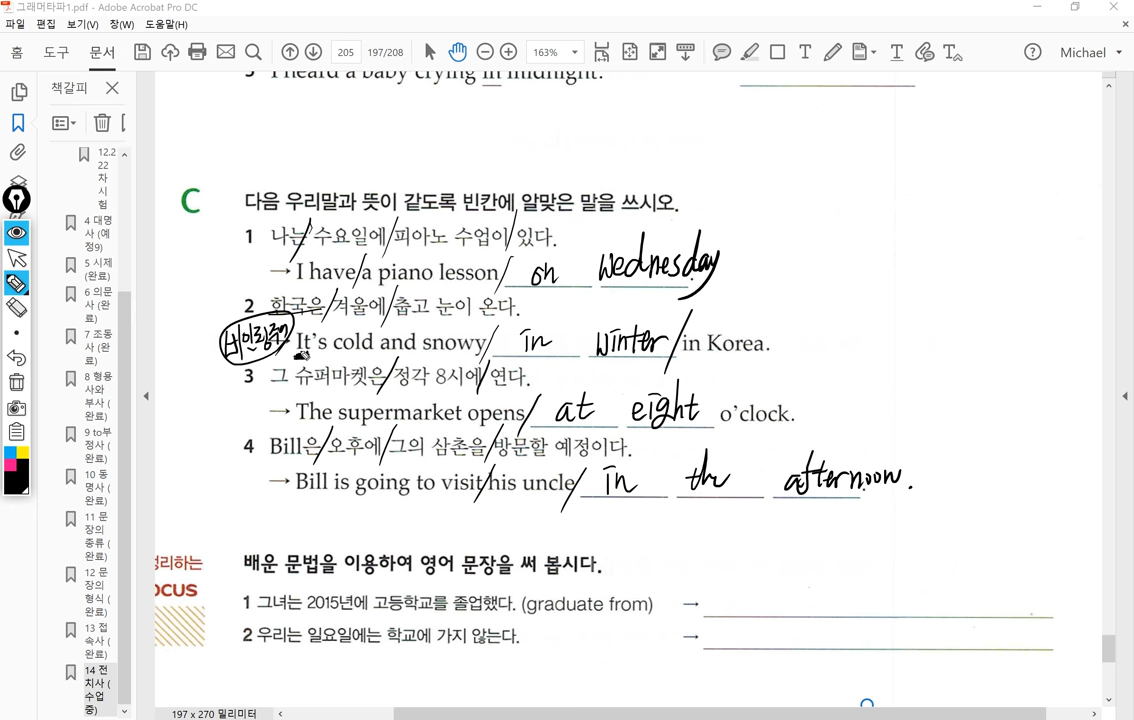 그래머타파1.pdf - Adobe Acrobat Pro DC
파일 편집 보기(V) 창(W) 도움말(H)
홈 도구 문서 205 197/208 163% Michael
책갈피
12.2
22
차 시
험
4 대명
사 (예
정9)
5 시제
(완료)
6 의문
사 (완
료)
7 조동
사 (완
료)
8 형용
사와
부사 (
완료)
9 to부
정사 (
완료)
10 동
명사 (
완료)
11 문
장의
종류 (
완료)
12 문
장의
형식 (
완료)
13 접
속사 (
완료)
14 전
치사 (
수업
중)
I heard a baby crying in midnight.
C 다음 우리말과 뜻이 같도록 빈칸에 알맞은 말을 쓰시오.
1 나는/수요일에/피아노 수업이/있다.
→ I have/a piano lesson/ on wednesday
2 한국은/겨울에/춥고 눈이 온다.
비인칭주어 It's cold and snowy/ in winter/in Korea.
3 그 슈퍼마켓은/정각 8시에/연다.
→ The supermarket opens/ at eight o'clock.
4 Bill은/오후에/그의 삼촌을/방문할 예정이다.
→ Bill is going to visit/his uncle/ in the afternoon.
정리하는
OCUS
배운 문법을 이용하여 영어 문장을 써 봅시다.
1 그녀는 2015년에 고등학교를 졸업했다. (graduate from) →
2 우리는 일요일에는 학교에 가지 않는다. →
197 x 270 밀리미터